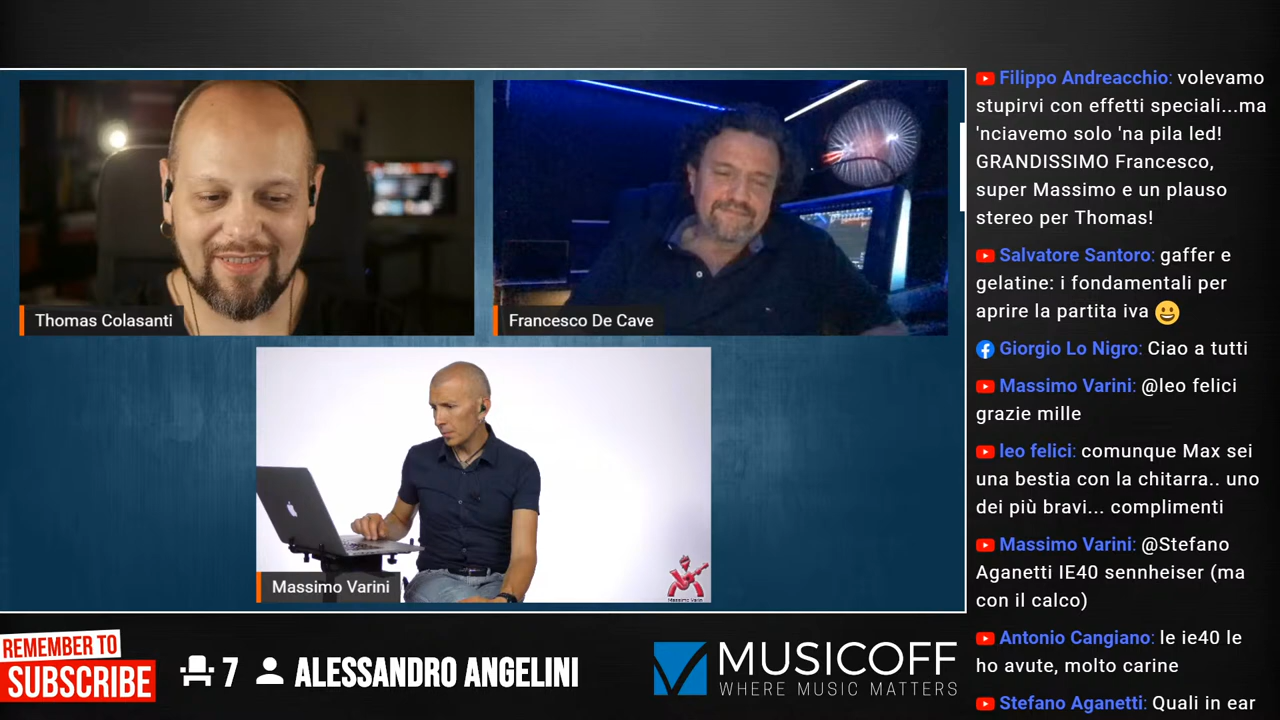 Thomas Colasanti
Francesco De Cave
Massimo Varini
Massimo Varini
REMEMBER TO
SUBSCRIBE
7
ALESSANDRO ANGELINI
MUSICOFF
WHERE MUSIC MATTERS
Filippo Andreacchio: volevamo
stupirvi con effetti speciali...ma
'nciavemo solo 'na pila led!
GRANDISSIMO Francesco,
super Massimo e un plauso
stereo per Thomas!
Salvatore Santoro: gaffer e
gelatine: i fondamentali per
aprire la partita iva 😀
Giorgio Lo Nigro: Ciao a tutti
Massimo Varini: @leo felici
grazie mille
leo felici: comunque Max sei
una bestia con la chitarra.. uno
dei più bravi... complimenti
Massimo Varini: @Stefano
Aganetti IE40 sennheiser (ma
con il calco)
Antonio Cangiano: le ie40 le
ho avute, molto carine
Stefano Aganetti: Quali in ear